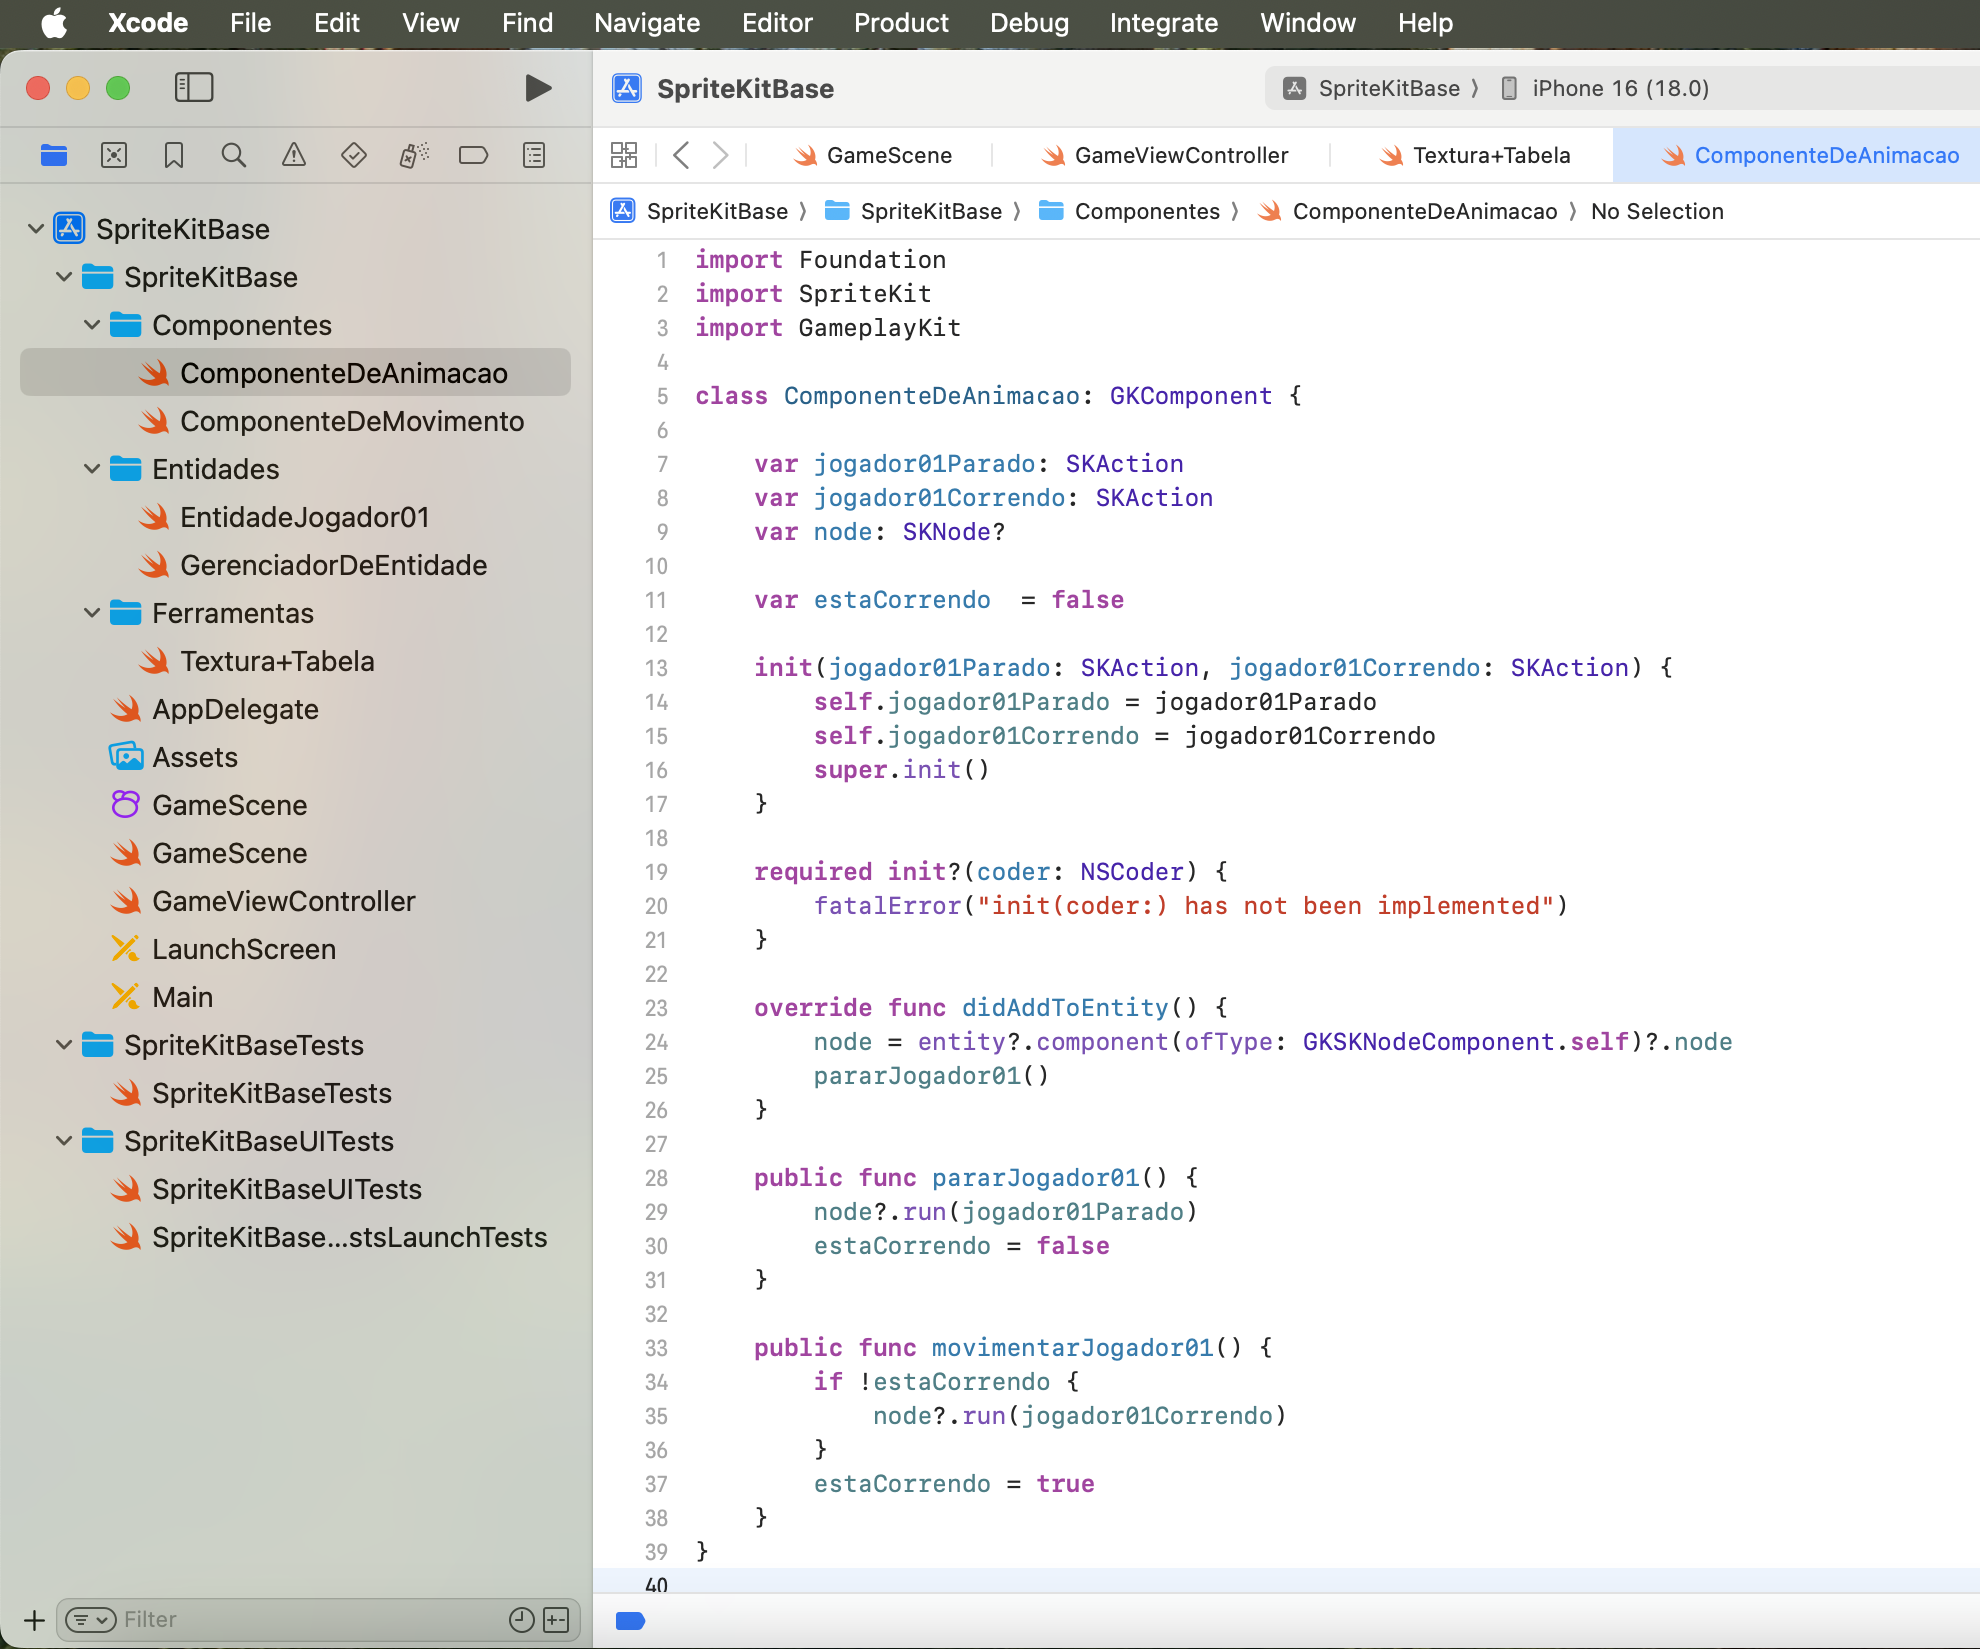 Xcode File Edit View Find Navigate Editor Product Debug Integrate Window Help
SpriteKitBase
SpriteKitBase 〉 iPhone 16 (18.0)
GameScene
GameViewController
Textura+Tabela
ComponenteDeAnimacao
SpriteKitBase 〉 SpriteKitBase 〉 Componentes 〉 ComponenteDeAnimacao 〉 No Selection
SpriteKitBase
SpriteKitBase
Componentes
ComponenteDeAnimacao
ComponenteDeMovimento
Entidades
EntidadeJogador01
GerenciadorDeEntidade
Ferramentas
Textura+Tabela
AppDelegate
Assets
GameScene
GameScene
GameViewController
LaunchScreen
Main
SpriteKitBaseTests
SpriteKitBaseTests
SpriteKitBaseUITests
SpriteKitBaseUITests
SpriteKitBase...stsLaunchTests
Filter
1 import Foundation
2 import SpriteKit
3 import GameplayKit
4
5 class ComponenteDeAnimacao: GKComponent {
6
7     var jogador01Parado: SKAction
8     var jogador01Correndo: SKAction
9     var node: SKNode?
10
11     var estaCorrendo  = false
12
13     init(jogador01Parado: SKAction, jogador01Correndo: SKAction) {
14         self.jogador01Parado = jogador01Parado
15         self.jogador01Correndo = jogador01Correndo
16         super.init()
17     }
18
19     required init?(coder: NSCoder) {
20         fatalError("init(coder:) has not been implemented")
21     }
22
23     override func didAddToEntity() {
24         node = entity?.component(ofType: GKSKNodeComponent.self)?.node
25         pararJogador01()
26     }
27
28     public func pararJogador01() {
29         node?.run(jogador01Parado)
30         estaCorrendo = false
31     }
32
33     public func movimentarJogador01() {
34         if !estaCorrendo {
35             node?.run(jogador01Correndo)
36         }
37         estaCorrendo = true
38     }
39 }
40